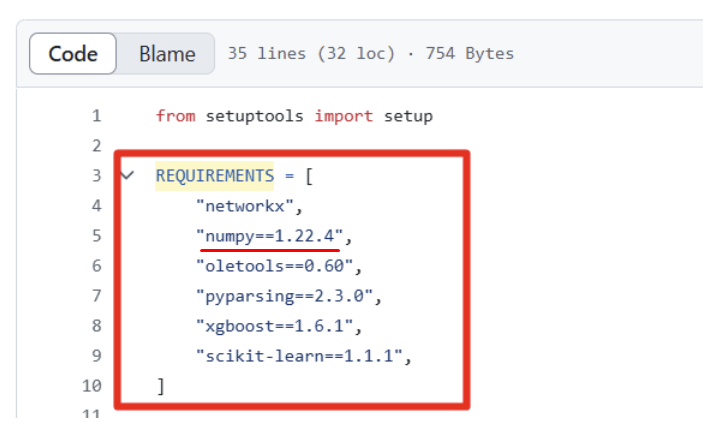 Code Blame 35 lines (32 loc) · 754 Bytes
1 from setuptools import setup
2
3 REQUIREMENTS = [
4 "networkx",
5 "numpy==1.22.4",
6 "oletools==0.60",
7 "pyparsing==2.3.0",
8 "xgboost==1.6.1",
9 "scikit-learn==1.1.1",
10 ]
11